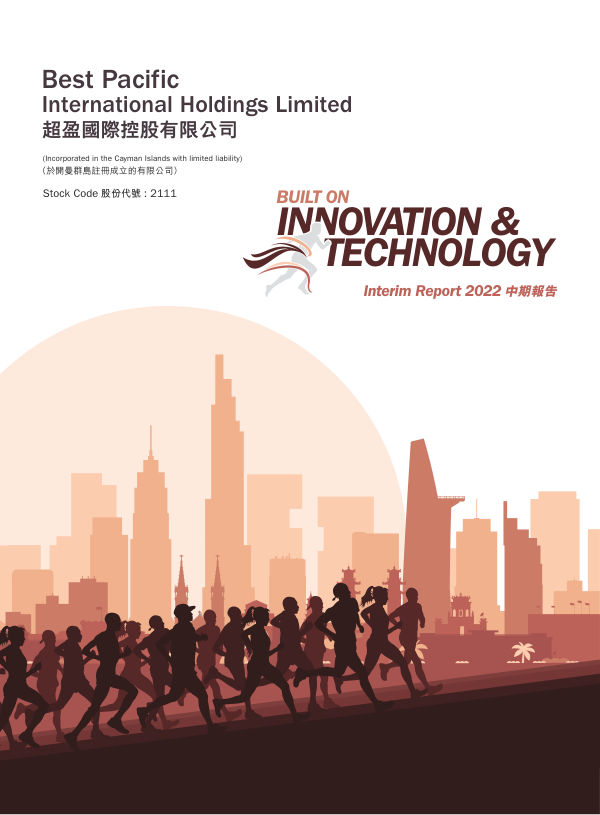 Best Pacific
International Holdings Limited
超盈國際控股有限公司
(Incorporated in the Cayman Islands with limited liability)
(於開曼群島註冊成立的有限公司)
Stock Code 股份代號 : 2111
BUILT ON
INNOVATION &
TECHNOLOGY
Interim Report 2022 中期報告